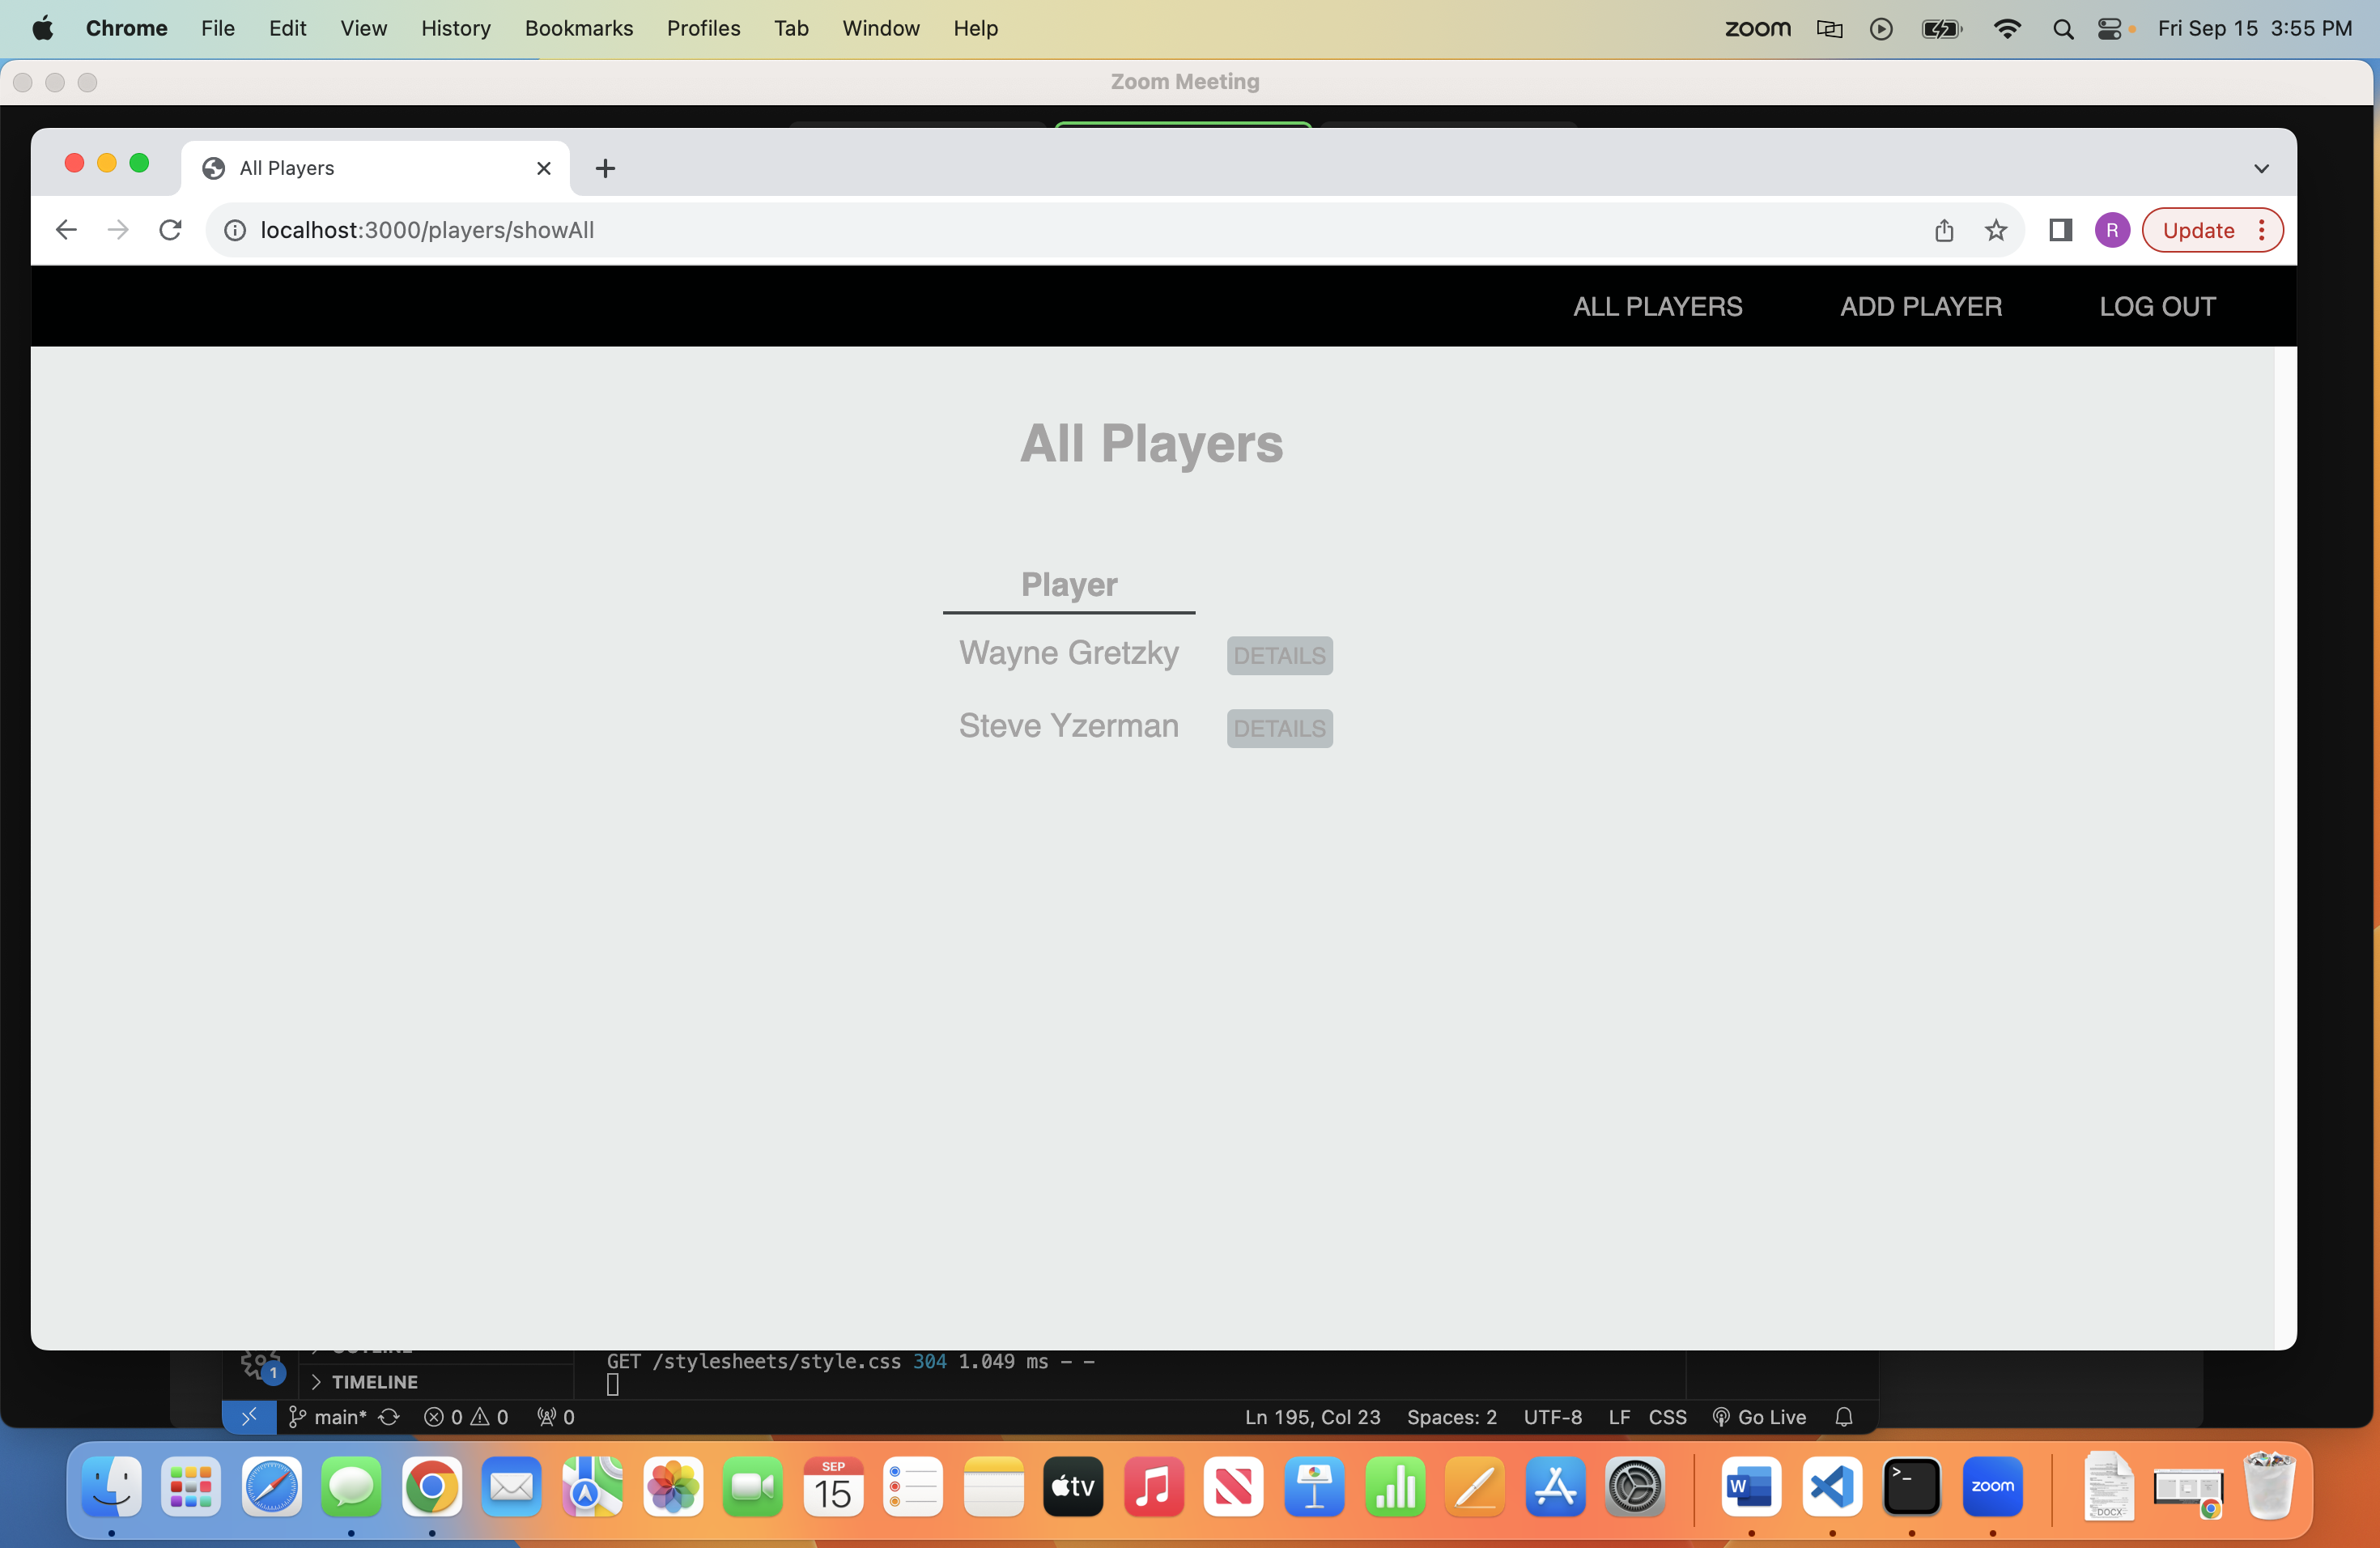 Chrome File Edit View History Bookmarks Profiles Tab Window Help zoom Fri Sep 15 3:55 PM
Zoom Meeting
All Players
localhost:3000/players/showAll R Update
ALL PLAYERS ADD PLAYER LOG OUT
All Players
Player
Wayne Gretzky DETAILS
Steve Yzerman DETAILS
GET /stylesheets/style.css 304 1.049 ms - -
1 TIMELINE
main* 0 0 0 Ln 195, Col 23 Spaces: 2 UTF-8 LF CSS Go Live
SEP
15
tv
W
>_
zoom
DOCX